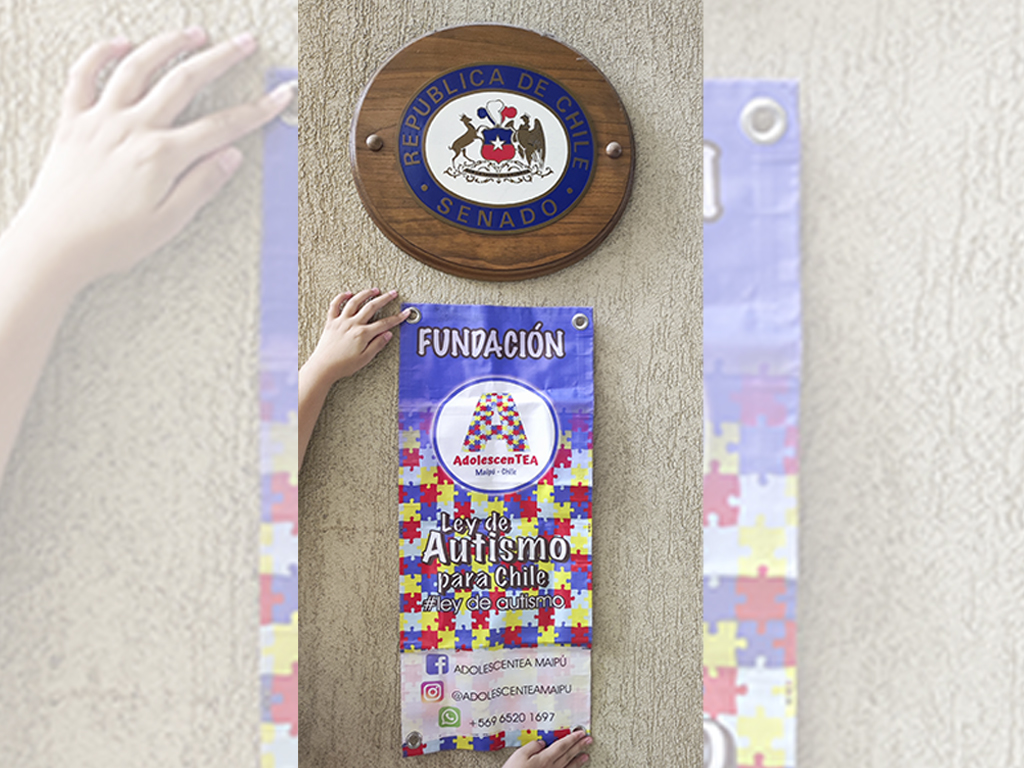 REPUBLICA DE CHILE
SENADO
FUNDACIÓN
AdolescenTEA
Maipú - Chile
Ley de
Autismo
para Chile
#ley de autismo
ADOLESCENTEA MAIPÚ
@ADOLESCENTEAMAIPU
+569 6520 1697